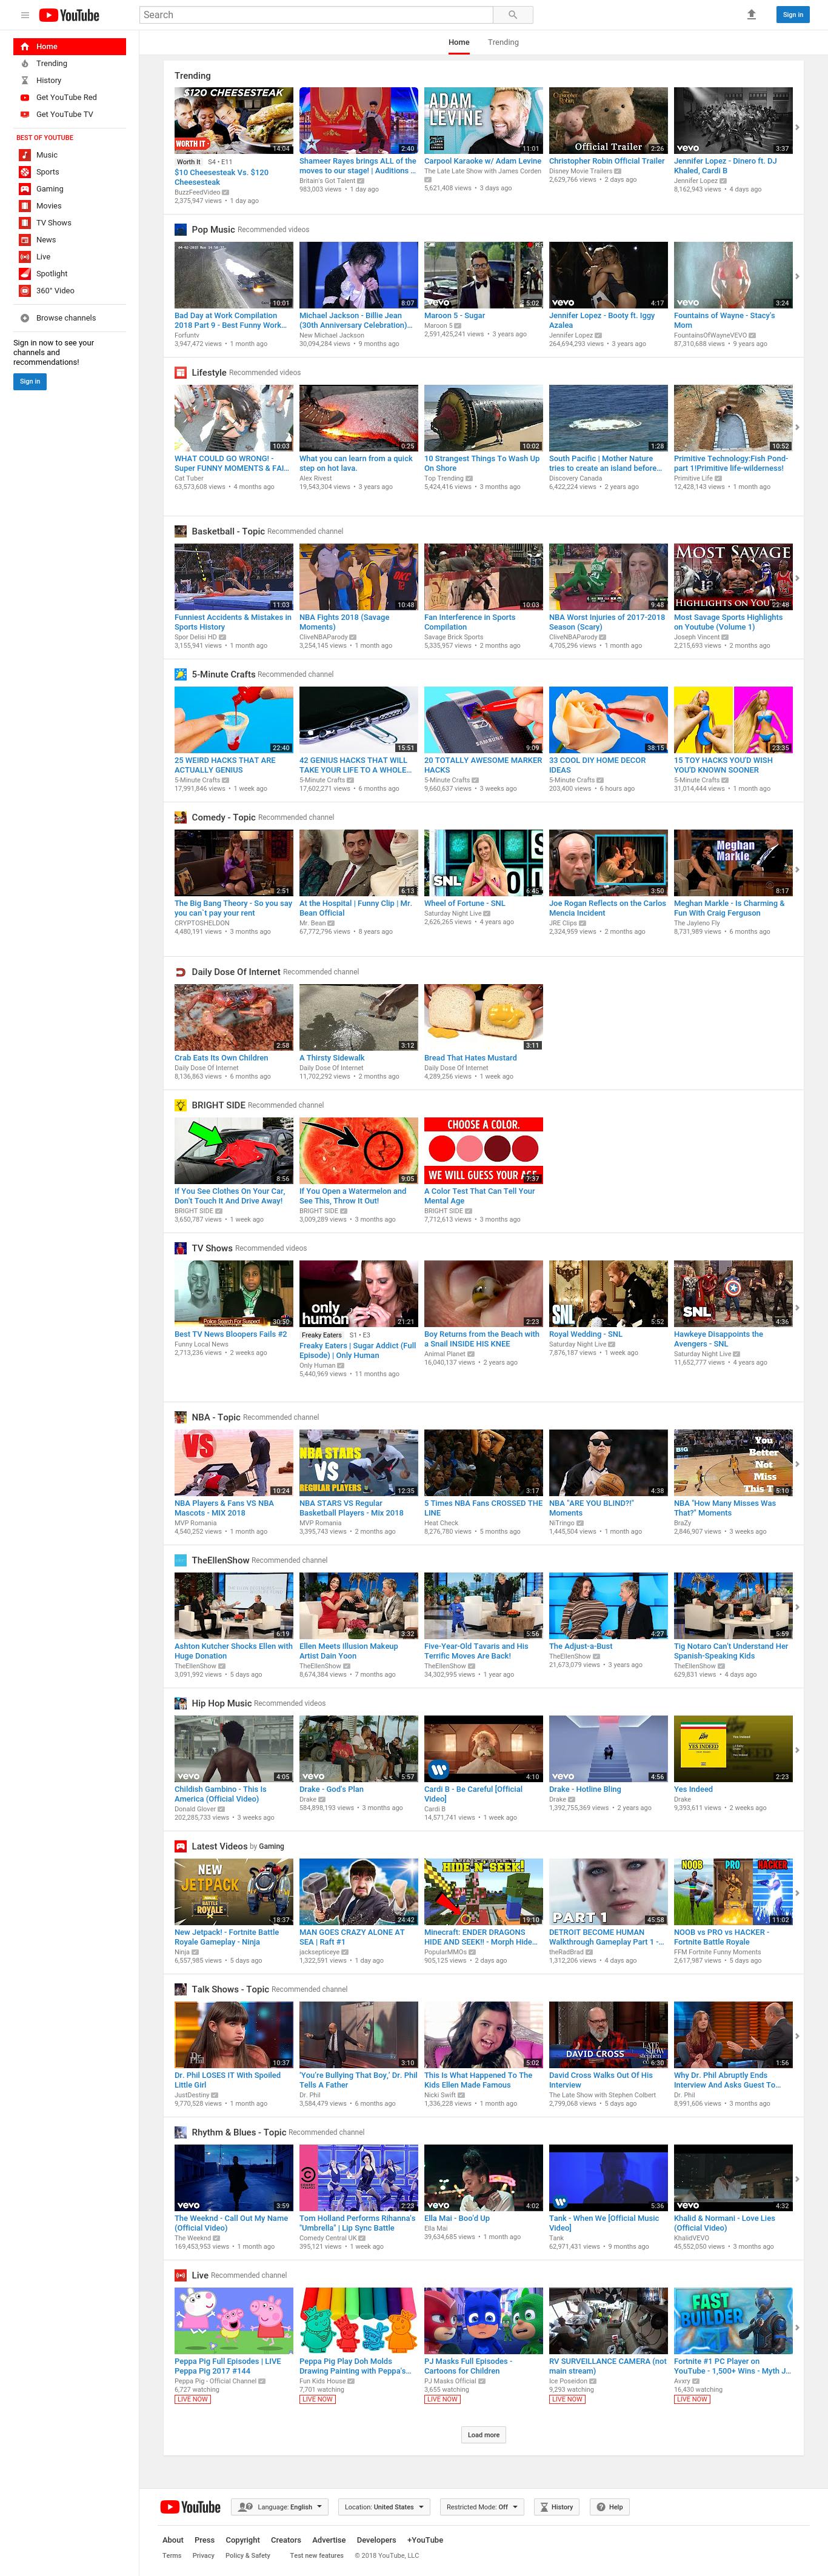 YouTube
Search
Sign in
Home
Trending
History
Get YouTube Red
Get YouTube TV
BEST OF YOUTUBE
Music
Sports
Gaming
Movies
TV Shows
News
Live
Spotlight
360° Video
Browse channels
Sign in now to see your
channels and
recommendations!
Sign in
Home Trending
Trending
$120 CHEESESTEAK
WORTH IT
14:04
2:40
ADAM
LEVINE
11:01
Christopher Robin
Official Trailer
2:26
vevo
3:37
Worth It S4 • E11
$10 Cheesesteak Vs. $120
Cheesesteak
BuzzFeedVideo
2,375,947 views • 1 day ago
Shameer Rayes brings ALL of the
moves to our stage! | Auditions ...
Britain's Got Talent
983,003 views • 1 day ago
Carpool Karaoke w/ Adam Levine
The Late Late Show with James Corden
5,621,408 views • 3 days ago
Christopher Robin Official Trailer
Disney Movie Trailers
2,629,766 views • 2 days ago
Jennifer Lopez - Dinero ft. DJ
Khaled, Cardi B
Jennifer Lopez
8,162,943 views • 4 days ago
Pop Music Recommended videos
10:01
8:07
vevo
5:02
vevo
4:17
vevo
3:24
Bad Day at Work Compilation
2018 Part 9 - Best Funny Work...
Forfuntv
3,947,472 views • 1 month ago
Michael Jackson - Billie Jean
(30th Anniversary Celebration)...
New Michael Jackson
30,094,284 views • 9 months ago
Maroon 5 - Sugar
Maroon 5
2,591,425,241 views • 3 years ago
Jennifer Lopez - Booty ft. Iggy
Azalea
Jennifer Lopez
264,694,293 views • 3 years ago
Fountains of Wayne - Stacy's
Mom
FountainsOfWayneVEVO
87,310,688 views • 9 years ago
Lifestyle Recommended videos
10:03
0:25
10:02
1:28
10:52
WHAT COULD GO WRONG! -
Super FUNNY MOMENTS & FAI...
Cat Tuber
63,573,608 views • 4 months ago
What you can learn from a quick
step on hot lava.
Alex Rivest
19,543,304 views • 3 years ago
10 Strangest Things To Wash Up
On Shore
Top Trending
5,424,416 views • 3 months ago
South Pacific | Mother Nature
tries to create an island before...
Discovery Canada
6,422,224 views • 2 years ago
Primitive Technology:Fish Pond-
part 1!Primitive life-wilderness!
Primitive Life
12,428,143 views • 1 month ago
Basketball - Topic Recommended channel
11:03
10:48
10:03
9:48
MOST SAVAGE
HIGHLIGHTS ON YOUT
22:48
Funniest Accidents & Mistakes in
Sports History
Spor Delisi HD
3,155,941 views • 1 month ago
NBA Fights 2018 (Savage
Moments)
CliveNBAParody
3,254,145 views • 1 month ago
Fan Interference in Sports
Compilation
Savage Brick Sports
5,335,957 views • 2 months ago
NBA Worst Injuries of 2017-2018
Season (Scary)
CliveNBAParody
4,705,296 views • 1 month ago
Most Savage Sports Highlights
on Youtube (Volume 1)
Joseph Vincent
2,215,693 views • 2 months ago
5-Minute Crafts Recommended channel
22:40
15:51
SAMSUNG
9:09
38:15
23:35
25 WEIRD HACKS THAT ARE
ACTUALLY GENIUS
5-Minute Crafts
17,991,846 views • 1 week ago
42 GENIUS HACKS THAT WILL
TAKE YOUR LIFE TO A WHOLE...
5-Minute Crafts
17,602,271 views • 6 months ago
20 TOTALLY AWESOME MARKER
HACKS
5-Minute Crafts
9,660,637 views • 3 weeks ago
33 COOL DIY HOME DECOR
IDEAS
5-Minute Crafts
203,400 views • 6 hours ago
15 TOY HACKS YOU'D WISH
YOU'D KNOWN SOONER
5-Minute Crafts
31,014,444 views • 1 month ago
Comedy - Topic Recommended channel
2:51
6:13
SNL
6:45
3:50
Meghan
Markle
8:17
The Big Bang Theory - So you say
you can`t pay your rent
CRYPTOSHELDON
4,480,191 views • 3 months ago
At the Hospital | Funny Clip | Mr.
Bean Official
Mr. Bean
67,772,796 views • 8 years ago
Wheel of Fortune - SNL
Saturday Night Live
2,626,265 views • 4 years ago
Joe Rogan Reflects on the Carlos
Mencia Incident
JRE Clips
2,324,959 views • 2 months ago
Meghan Markle - Is Charming &
Fun With Craig Ferguson
The Jayleno Fly
8,731,989 views • 6 months ago
Daily Dose Of Internet Recommended channel
2:58
3:12
3:11
Crab Eats Its Own Children
Daily Dose Of Internet
8,136,863 views • 6 months ago
A Thirsty Sidewalk
Daily Dose Of Internet
11,702,292 views • 2 months ago
Bread That Hates Mustard
Daily Dose Of Internet
4,289,256 views • 1 week ago
BRIGHT SIDE Recommended channel
8:56
9:05
CHOOSE A COLOR.
WE WILL GUESS YOUR AGE
7:37
If You See Clothes On Your Car,
Don't Touch It And Drive Away!
BRIGHT SIDE
3,650,787 views • 1 week ago
If You Open a Watermelon and
See This, Throw It Out!
BRIGHT SIDE
3,009,289 views • 3 months ago
A Color Test That Can Tell Your
Mental Age
BRIGHT SIDE
7,712,613 views • 3 months ago
TV Shows Recommended videos
Police Search For Suspect
30:50
only
human
21:21
2:23
SNL
5:52
SNL
4:36
Best TV News Bloopers Fails #2
Funny Local News
2,713,236 views • 2 weeks ago
Freaky Eaters S1 • E3
Freaky Eaters | Sugar Addict (Full
Episode) | Only Human
Only Human
5,440,969 views • 11 months ago
Boy Returns from the Beach with
a Snail INSIDE HIS KNEE
Animal Planet
16,040,137 views • 2 years ago
Royal Wedding - SNL
Saturday Night Live
7,876,187 views • 1 week ago
Hawkeye Disappoints the
Avengers - SNL
Saturday Night Live
11,652,777 views • 4 years ago
NBA - Topic Recommended channel
VS
10:24
NBA STARS
VS
REGULAR PLAYERS
12:35
3:17
4:38
You
Better
Not
Miss
This T
5:10
NBA Players & Fans VS NBA
Mascots - MIX 2018
MVP Romania
4,540,252 views • 1 month ago
NBA STARS VS Regular
Basketball Players - Mix 2018
MVP Romania
3,395,743 views • 2 months ago
5 Times NBA Fans CROSSED THE
LINE
Heat Check
8,276,780 views • 5 months ago
NBA "ARE YOU BLIND?!"
Moments
NiTringo
1,445,504 views • 1 month ago
NBA "How Many Misses Was
That?" Moments
BraZy
2,846,907 views • 3 weeks ago
TheEllenShow Recommended channel
6:19
3:32
5:56
4:27
5:59
Ashton Kutcher Shocks Ellen with
Huge Donation
TheEllenShow
3,091,992 views • 5 days ago
Ellen Meets Illusion Makeup
Artist Dain Yoon
TheEllenShow
8,674,384 views • 7 months ago
Five-Year-Old Tavaris and His
Terrific Moves Are Back!
TheEllenShow
34,302,995 views • 1 year ago
The Adjust-a-Bust
TheEllenShow
21,673,079 views • 3 years ago
Tig Notaro Can't Understand Her
Spanish-Speaking Kids
TheEllenShow
629,831 views • 4 days ago
Hip Hop Music Recommended videos
vevo
4:05
vevo
5:57
4:10
vevo
4:56
YES INDEED
2:23
Childish Gambino - This Is
America (Official Video)
Donald Glover
202,285,733 views • 3 weeks ago
Drake - God's Plan
Drake
584,898,193 views • 3 months ago
Cardi B - Be Careful [Official
Video]
Cardi B
14,571,741 views • 1 week ago
Drake - Hotline Bling
Drake
1,392,755,369 views • 2 years ago
Yes Indeed
Drake
9,393,611 views • 2 weeks ago
Latest Videos by Gaming
NEW
JETPACK
BATTLE ROYALE
18:37
24:42
HIDE N' SEEK!
19:10
PART 1
45:58
NOOB PRO HACKER
11:02
New Jetpack! - Fortnite Battle
Royale Gameplay - Ninja
Ninja
6,557,985 views • 5 days ago
MAN GOES CRAZY ALONE AT
SEA | Raft #1
jacksepticeye
1,322,591 views • 1 day ago
Minecraft: ENDER DRAGONS
HIDE AND SEEK!! - Morph Hide...
PopularMMOs
905,125 views • 2 days ago
DETROIT BECOME HUMAN
Walkthrough Gameplay Part 1 -...
theRadBrad
1,312,206 views • 4 days ago
NOOB vs PRO vs HACKER -
Fortnite Battle Royale
FFM Fortnite Funny Moments
2,617,987 views • 5 days ago
Talk Shows - Topic Recommended channel
10:37
3:10
5:02
DAVID CROSS
6:30
1:56
Dr. Phil LOSES IT With Spoiled
Little Girl
JustDestiny
9,770,528 views • 1 month ago
'You're Bullying That Boy,' Dr. Phil
Tells A Father
Dr. Phil
3,584,479 views • 6 months ago
This Is What Happened To The
Kids Ellen Made Famous
Nicki Swift
1,336,228 views • 1 month ago
David Cross Walks Out Of His
Interview
The Late Show with Stephen Colbert
2,799,068 views • 5 days ago
Why Dr. Phil Abruptly Ends
Interview And Asks Guest To...
Dr. Phil
8,991,606 views • 3 months ago
Rhythm & Blues - Topic Recommended channel
vevo
3:59
2:23
vevo
4:02
5:36
vevo
4:32
The Weeknd - Call Out My Name
(Official Video)
The Weeknd
169,453,953 views • 1 month ago
Tom Holland Performs Rihanna's
"Umbrella" | Lip Sync Battle
Comedy Central UK
395,121 views • 1 week ago
Ella Mai - Boo'd Up
Ella Mai
39,634,685 views • 1 month ago
Tank - When We [Official Music
Video]
Tank
62,971,431 views • 9 months ago
Khalid & Normani - Love Lies
(Official Video)
KhalidVEVO
45,552,050 views • 3 months ago
Live Recommended channel
FAST
BUILDER
Peppa Pig Full Episodes | LIVE
Peppa Pig 2017 #144
Peppa Pig - Official Channel
6,727 watching
LIVE NOW
Peppa Pig Play Doh Molds
Drawing Painting with Peppa's...
Fun Kids House
7,701 watching
LIVE NOW
PJ Masks Full Episodes -
Cartoons for Children
PJ Masks Official
3,655 watching
LIVE NOW
RV SURVEILLANCE CAMERA (not
main stream)
Ice Poseidon
9,293 watching
LIVE NOW
Fortnite #1 PC Player on
YouTube - 1,500+ Wins - Myth J...
Avxry
16,430 watching
LIVE NOW
Load more
YouTube
Language: English
Location: United States
Restricted Mode: Off
History
Help
About Press Copyright Creators Advertise Developers +YouTube
Terms Privacy Policy & Safety Test new features © 2018 YouTube, LLC